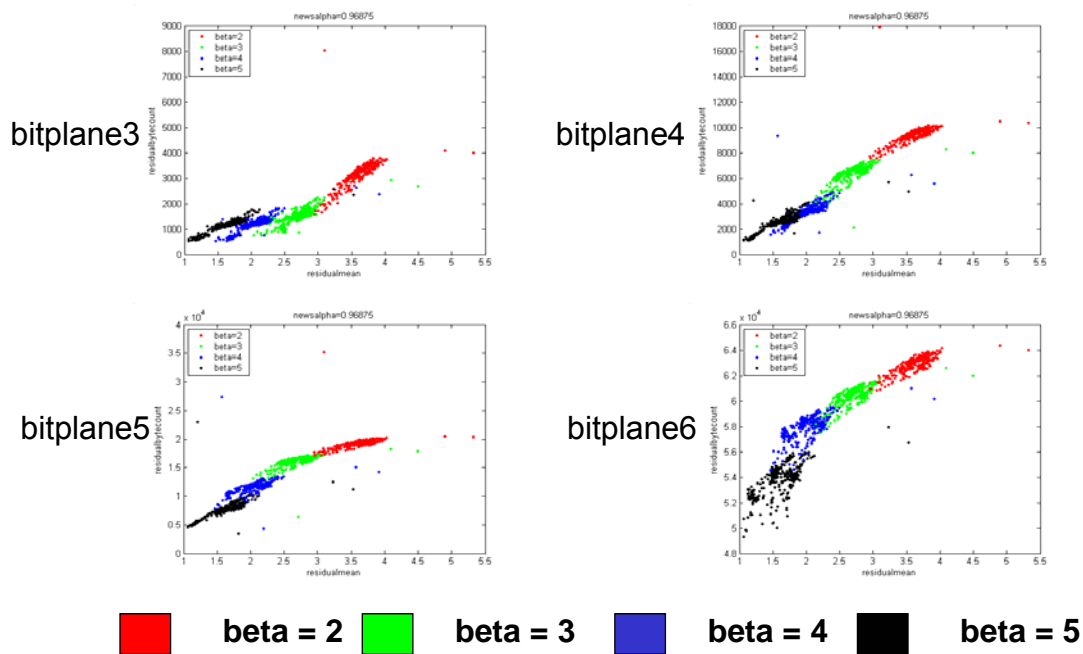 newsalpha=0.96875
beta=2
beta=3
beta=4
beta=5
9000
8000
7000
6000
5000
4000
3000
2000
1000
0
residualbytecount
1 1.5 2 2.5 3 3.5 4 4.5 5 5.5
residualmean
bitplane3
newsalpha=0.96875
beta=2
beta=3
beta=4
beta=5
18000
16000
14000
12000
10000
8000
6000
4000
2000
0
residualbytecount
1 1.5 2 2.5 3 3.5 4 4.5 5 5.5
residualmean
bitplane4
x 10^4
newsalpha=0.96875
beta=2
beta=3
beta=4
beta=5
4
3.5
3
2.5
2
1.5
1
0.5
0
residualbytecount
1 1.5 2 2.5 3 3.5 4 4.5 5 5.5
residualmean
bitplane5
x 10^4
newsalpha=0.96875
beta=2
beta=3
beta=4
beta=5
6.6
6.4
6.2
6
5.8
5.6
5.4
5.2
5
4.8
residualbytecount
1 1.5 2 2.5 3 3.5 4 4.5 5 5.5
residualmean
bitplane6
beta = 2 beta = 3 beta = 4 beta = 5